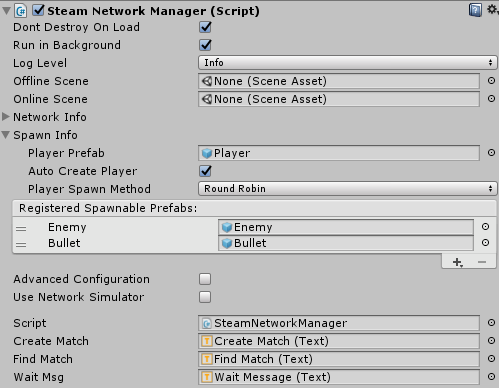 Steam Network Manager (Script)
Dont Destroy On Load
Run in Background
Log Level Info
Offline Scene None (Scene Asset)
Online Scene None (Scene Asset)
Network Info
Spawn Info
Player Prefab Player
Auto Create Player
Player Spawn Method Round Robin
Registered Spawnable Prefabs:
Enemy Enemy
Bullet Bullet
Advanced Configuration
Use Network Simulator
Script SteamNetworkManager
Create Match Create Match (Text)
Find Match Find Match (Text)
Wait Msg Wait Message (Text)